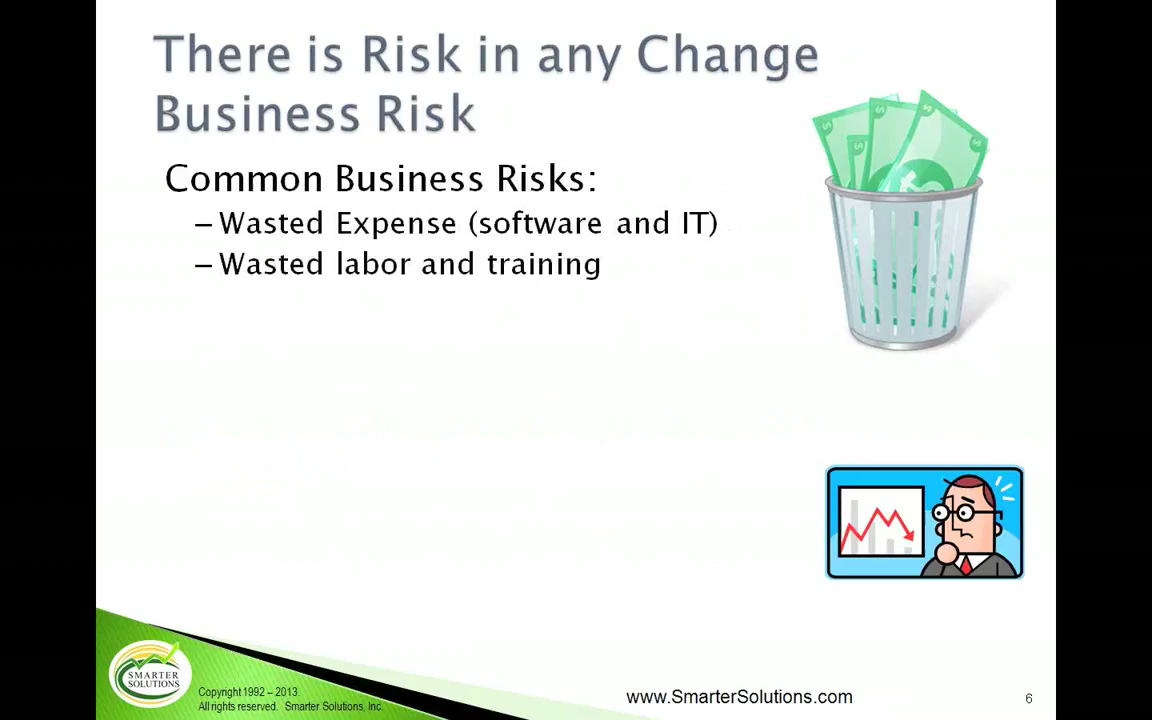 There is Risk in any Change
Business Risk
Common Business Risks:
– Wasted Expense (software and IT)
– Wasted labor and training
SMARTER
SOLUTIONS
Copyright 1992 – 2013.
All rights reserved. Smarter Solutions, Inc.
www.SmarterSolutions.com
6